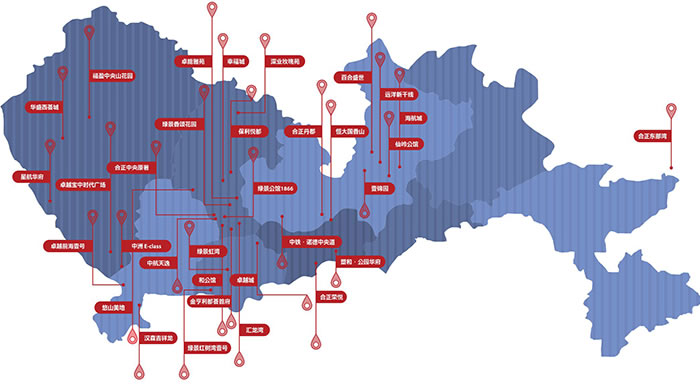 卓能雅苑
幸福城
深业玫瑰苑
福盈中央山花园
百合盛世
远洋新干线
华盛西荟城
海航城
绿景香颂花园
保利悦都
合正丹郡
恒大国香山
合正东部湾
仙岭公馆
合正中央原著
星航华府
卓越宝中时代广场
绿景公馆1866
壹锦园
卓越前海壹号
中洲 E-class
中航天逸
绿景虹湾
中铁·诺德中央道
和公馆
卓越城
壹和·公园华府
悠山美地
金亨利都荟首府
合正荣悦
汉森吉祥龙
汇龙湾
绿景红树湾壹号